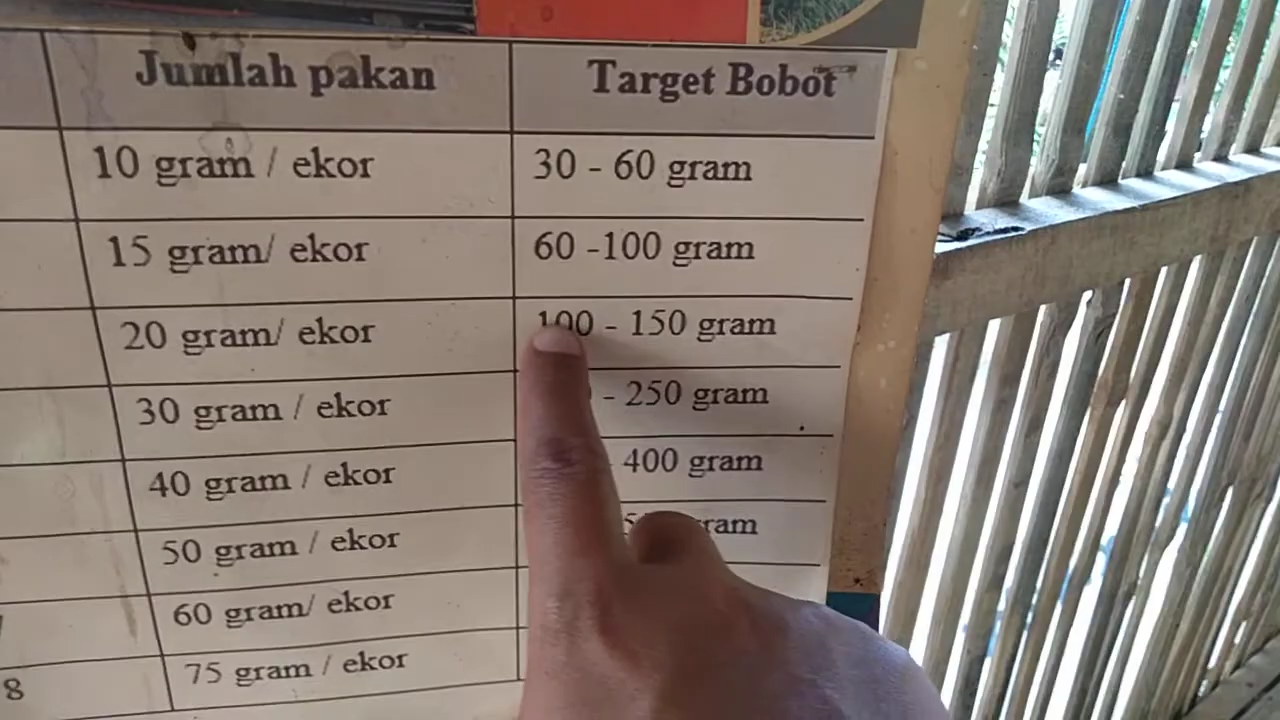 Jumlah pakan Target Bobot
10 gram / ekor 30 - 60 gram
15 gram/ ekor 60 -100 gram
20 gram/ ekor 100 - 150 gram
30 gram / ekor - 250 gram
40 gram / ekor 400 gram
50 gram / ekor
60 gram/ ekor
8 75 gram / ekor